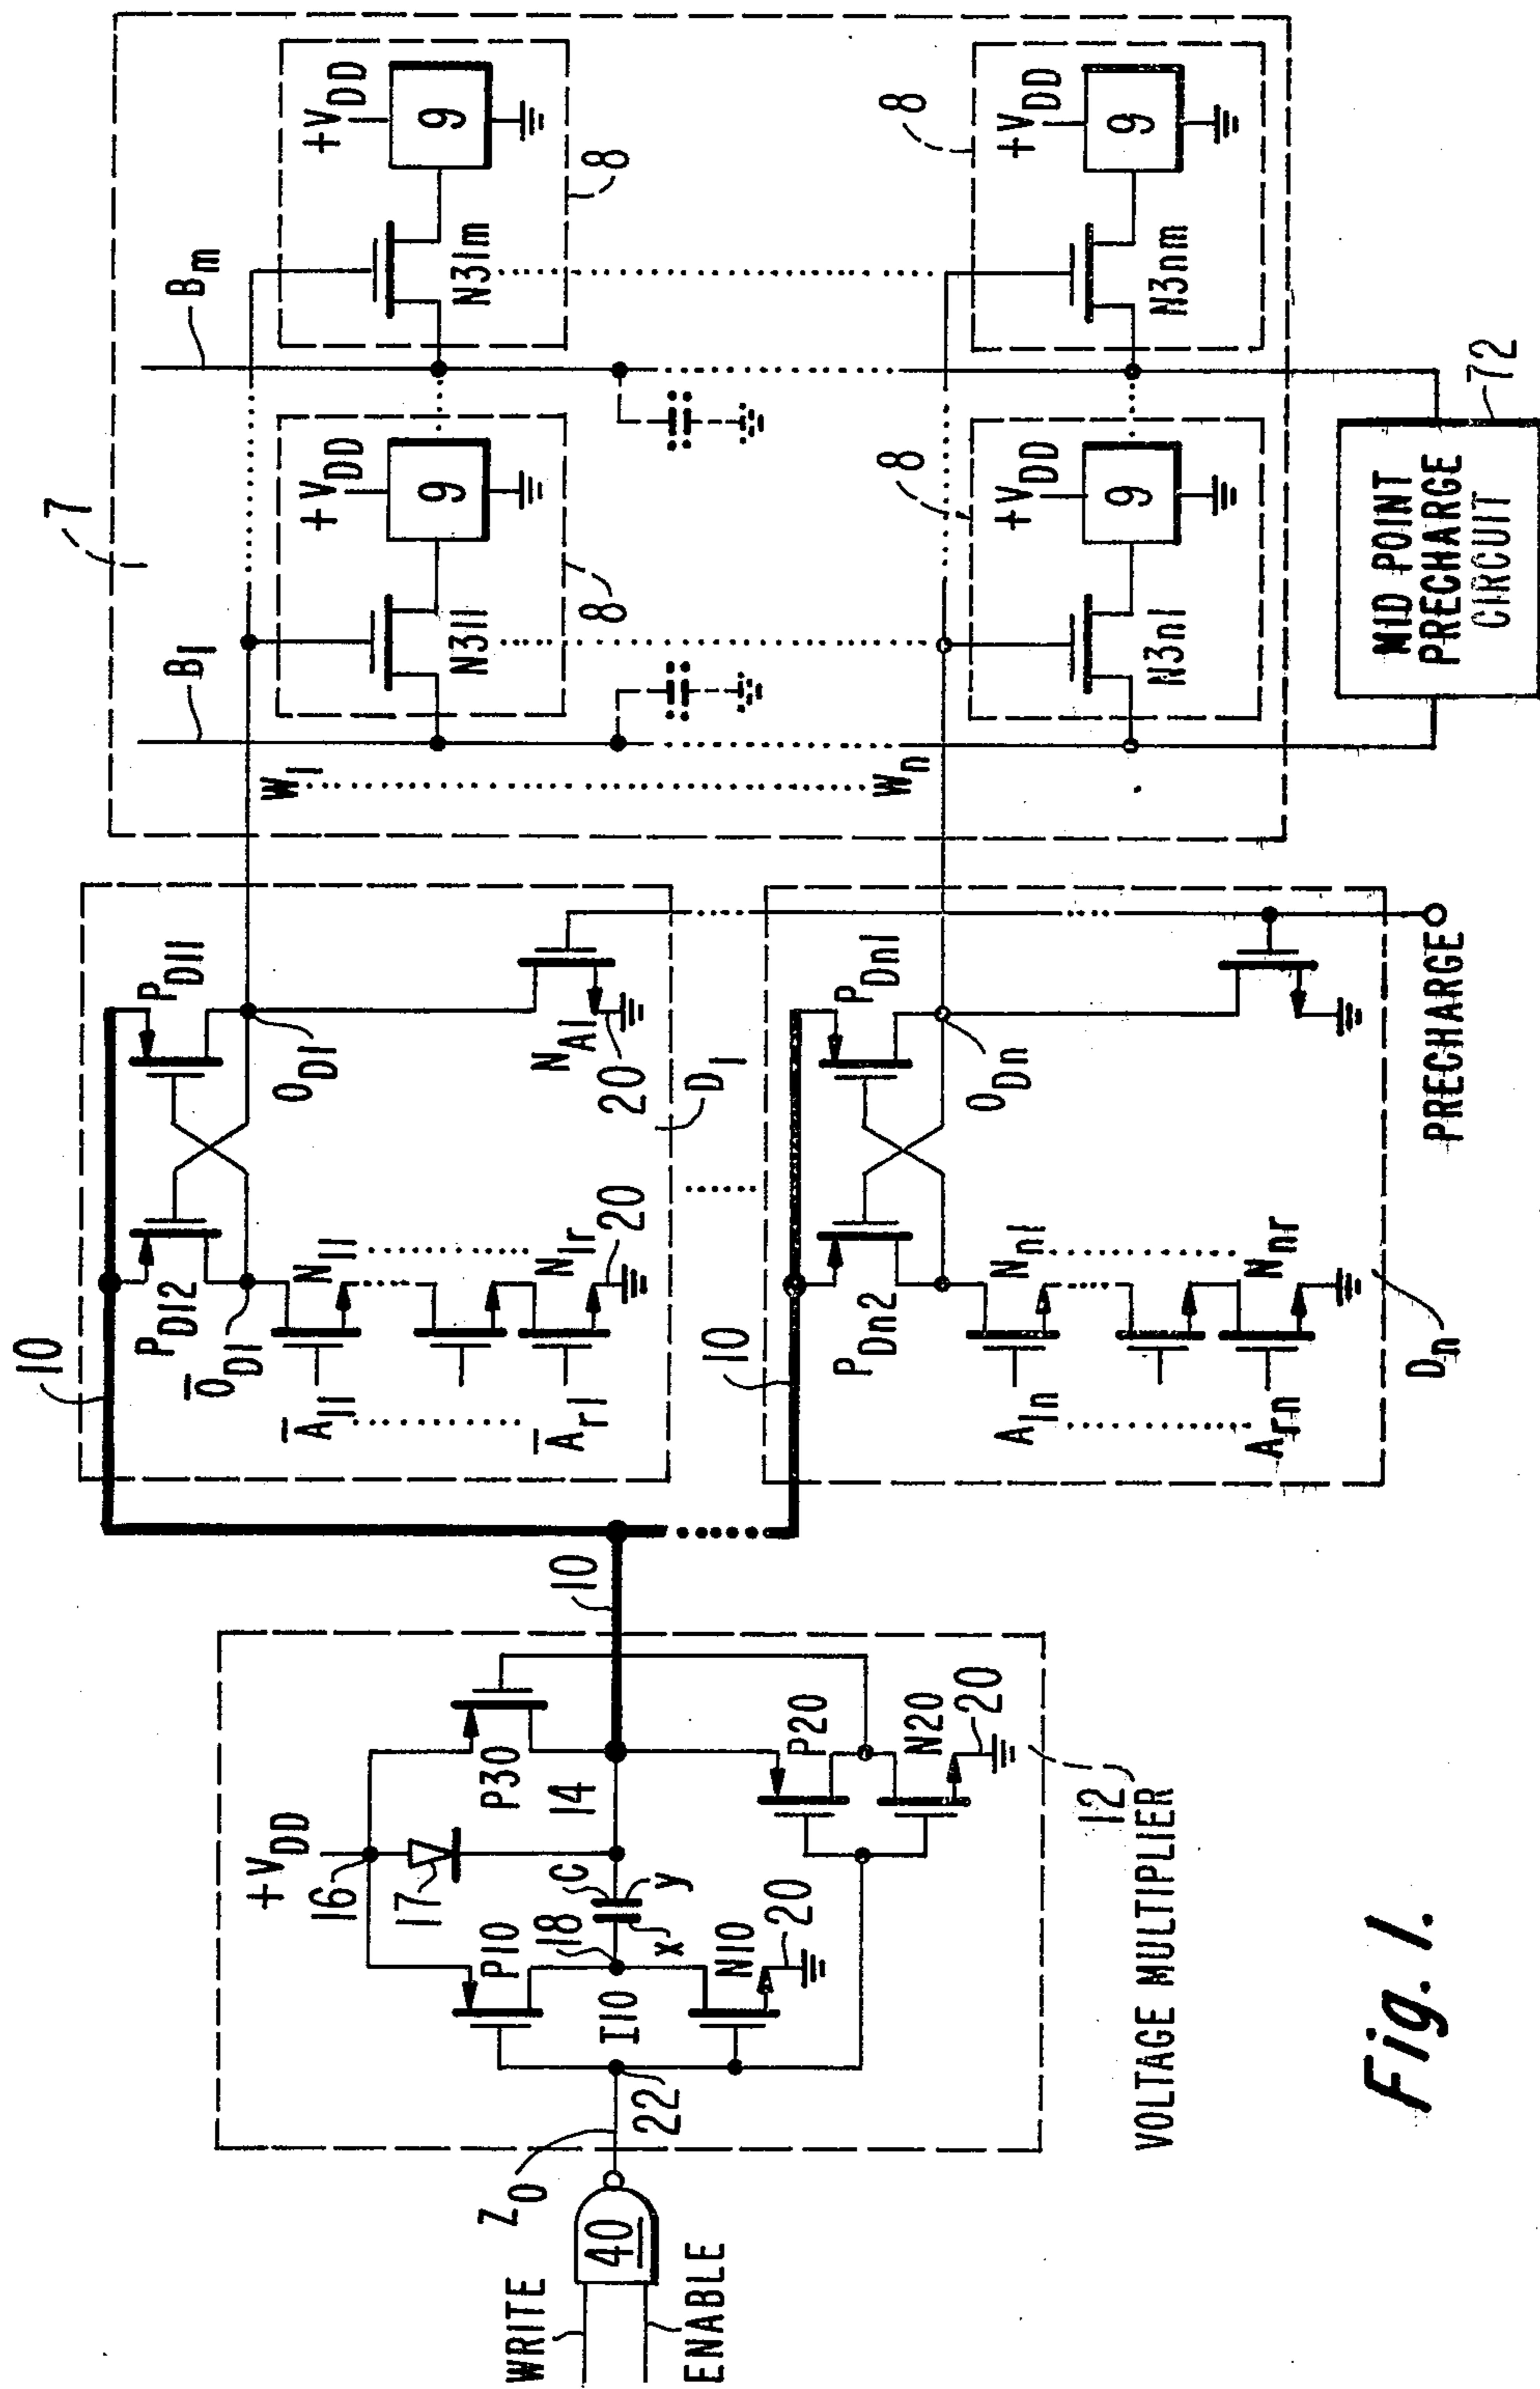 WRITE
ENABLE
40
Z0
22
+VDD
16
17
P10
I10
18
C
x
y
N10
20
P30
14
P20
N20
20
12
VOLTAGE MULTIPLIER
10
10
PD12
PD11
O̅D1
OD1
A̅11
A̅r1
N11
N1r
20
NA1
20
D1
10
PDn2
PDn1
ODn
A1n
Arn
Nn1
Nnr
Dn
PRECHARGE
7
B1
Bm
W1
Wn
+VDD
9
N311
8
+VDD
9
N31m
8
+VDD
9
N3n1
8
+VDD
9
N3nm
8
MID POINT
PRECHARGE
CIRCUIT
72
Fig. 1.